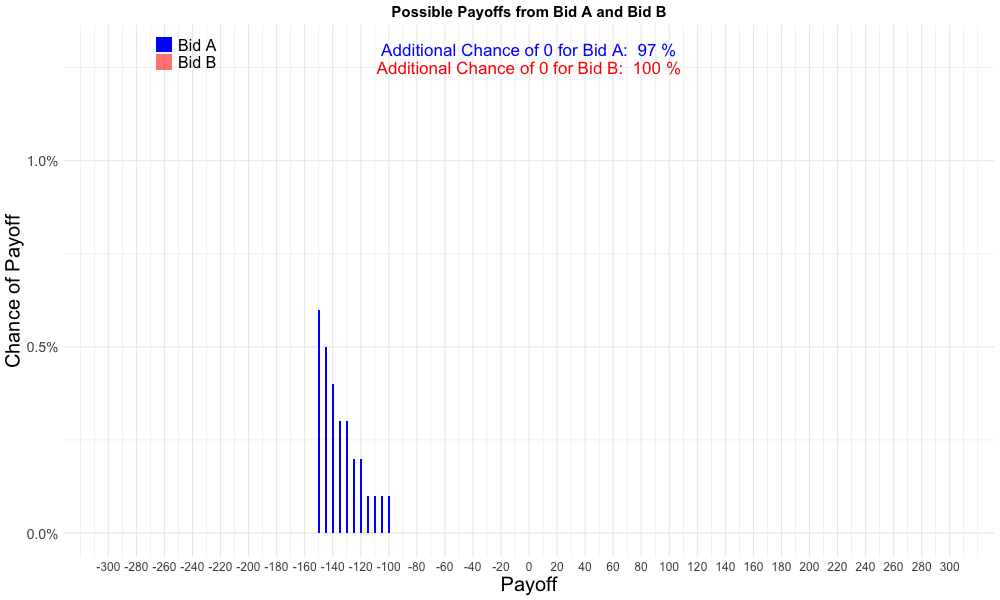 Possible Payoffs from Bid A and Bid B
Bid A
Bid B
Additional Chance of 0 for Bid A:  97 %
Additional Chance of 0 for Bid B:  100 %
Chance of Payoff
1.0%
0.5%
0.0%
-300 -280 -260 -240 -220 -200 -180 -160 -140 -120 -100 -80 -60 -40 -20 0 20 40 60 80 100 120 140 160 180 200 220 240 260 280 300
Payoff